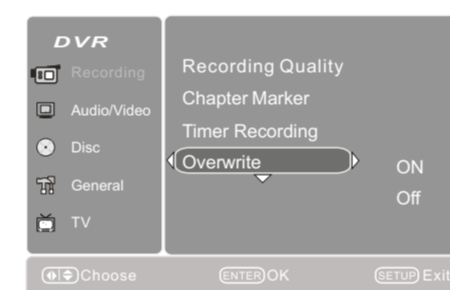 DVR
Recording
Audio/Video
Disc
General
TV
Recording Quality
Chapter Marker
Timer Recording
Overwrite
ON
Off
Choose
ENTER OK
SETUP Exit